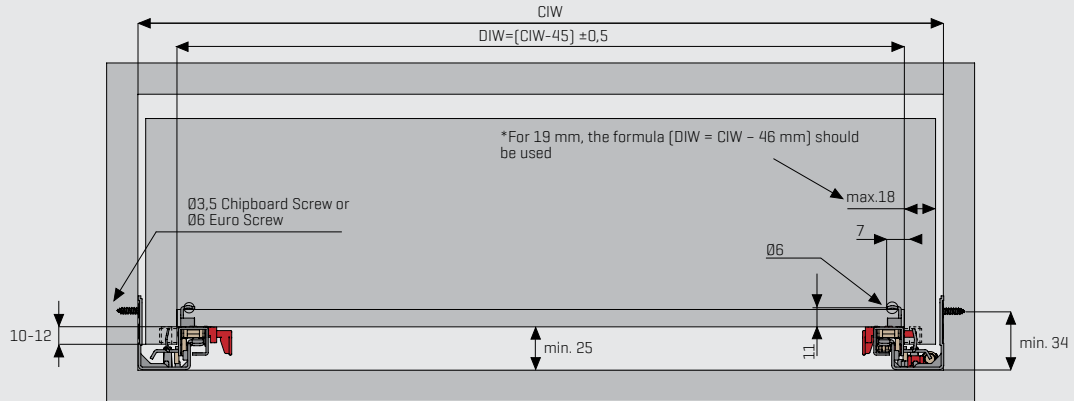 CIW
DIW=(CIW-45) ±0,5
*For 19 mm, the formula (DIW = CIW – 46 mm) should
be used
max.18
Ø3,5 Chipboard Screw or
Ø6 Euro Screw
7
Ø6
10-12
min. 25
11
min. 34